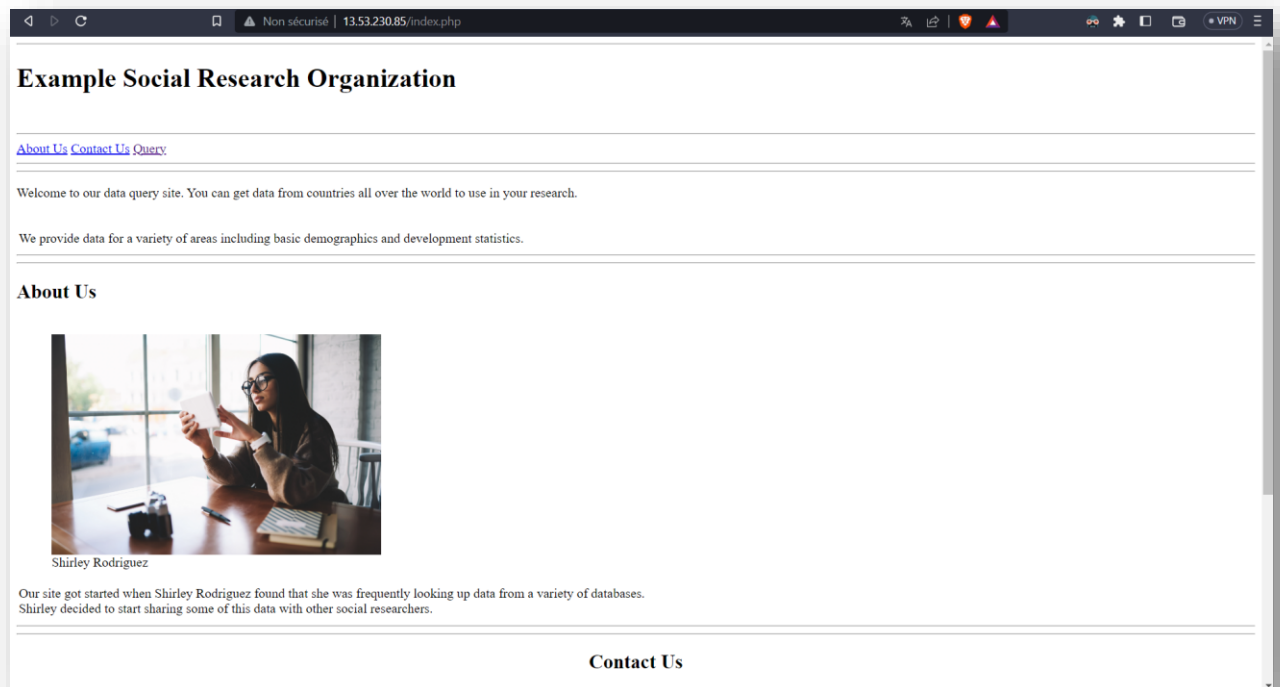 Non sécurisé | 13.53.230.85/index.php
VPN
Example Social Research Organization
About Us Contact Us Query
Welcome to our data query site. You can get data from countries all over the world to use in your research.
We provide data for a variety of areas including basic demographics and development statistics.
About Us
Shirley Rodriguez
Our site got started when Shirley Rodriguez found that she was frequently looking up data from a variety of databases.
Shirley decided to start sharing some of this data with other social researchers.
Contact Us